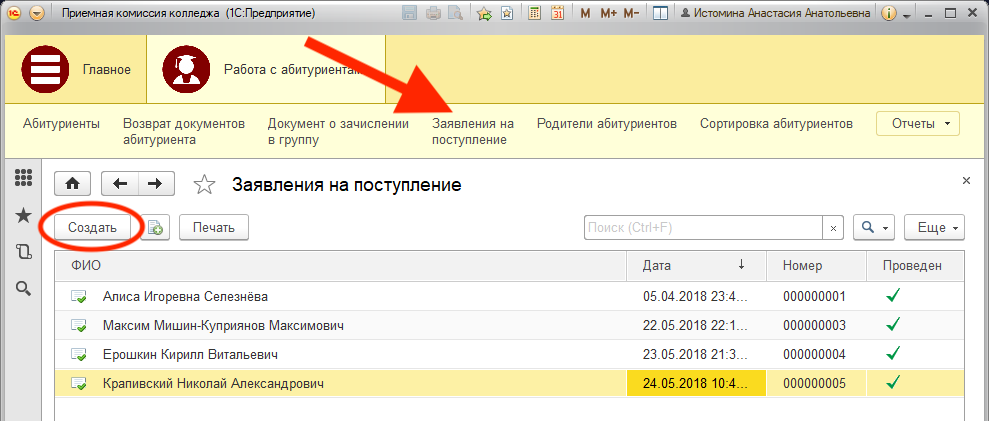 Приемная комиссия колледжа (1С:Предприятие)
M M+ M-
Истомина Анастасия Анатольевна
Главное
Работа с абитуриентам
Абитуриенты
Возврат документов
абитуриента
Документ о зачислении
в группу
Заявления на
поступление
Родители абитуриентов
Сортировка абитуриентов
Отчеты
Заявления на поступление
Создать
Печать
Поиск (Ctrl+F)
Еще
ФИО Дата Номер Проведен
Алиса Игоревна Селезнёва 05.04.2018 23:4... 000000001
Максим Мишин-Куприянов Максимович 22.05.2018 22:1... 000000003
Ерошкин Кирилл Витальевич 23.05.2018 21:3... 000000004
Крапивский Николай Александрович 24.05.2018 10:4... 000000005